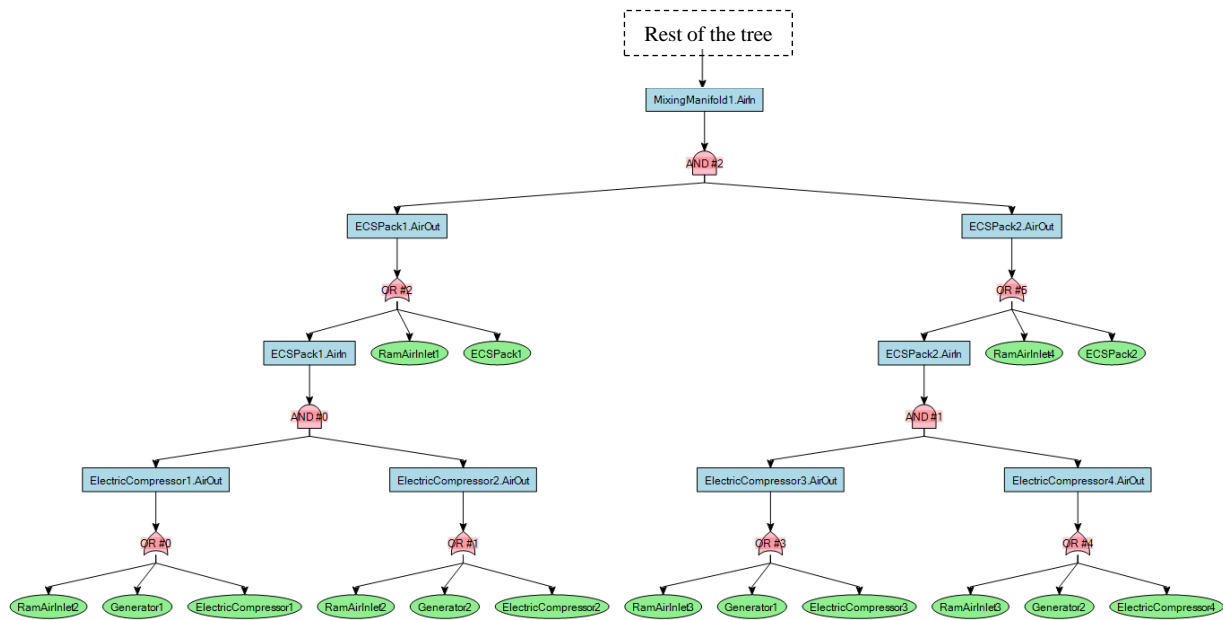 Rest of the tree
MixingManifold1.AirIn
AND #2
ECSPack1.AirOut
ECSPack2.AirOut
OR #2
OR #5
ECSPack1.AirIn
RamAirInlet1
ECSPack1
ECSPack2.AirIn
RamAirInlet4
ECSPack2
AND #0
AND #1
ElectricCompressor1.AirOut
ElectricCompressor2.AirOut
ElectricCompressor3.AirOut
ElectricCompressor4.AirOut
OR #0
OR #1
OR #3
OR #4
RamAirInlet2
Generator1
ElectricCompressor1
RamAirInlet2
Generator2
ElectricCompressor2
RamAirInlet3
Generator1
ElectricCompressor3
RamAirInlet3
Generator2
ElectricCompressor4